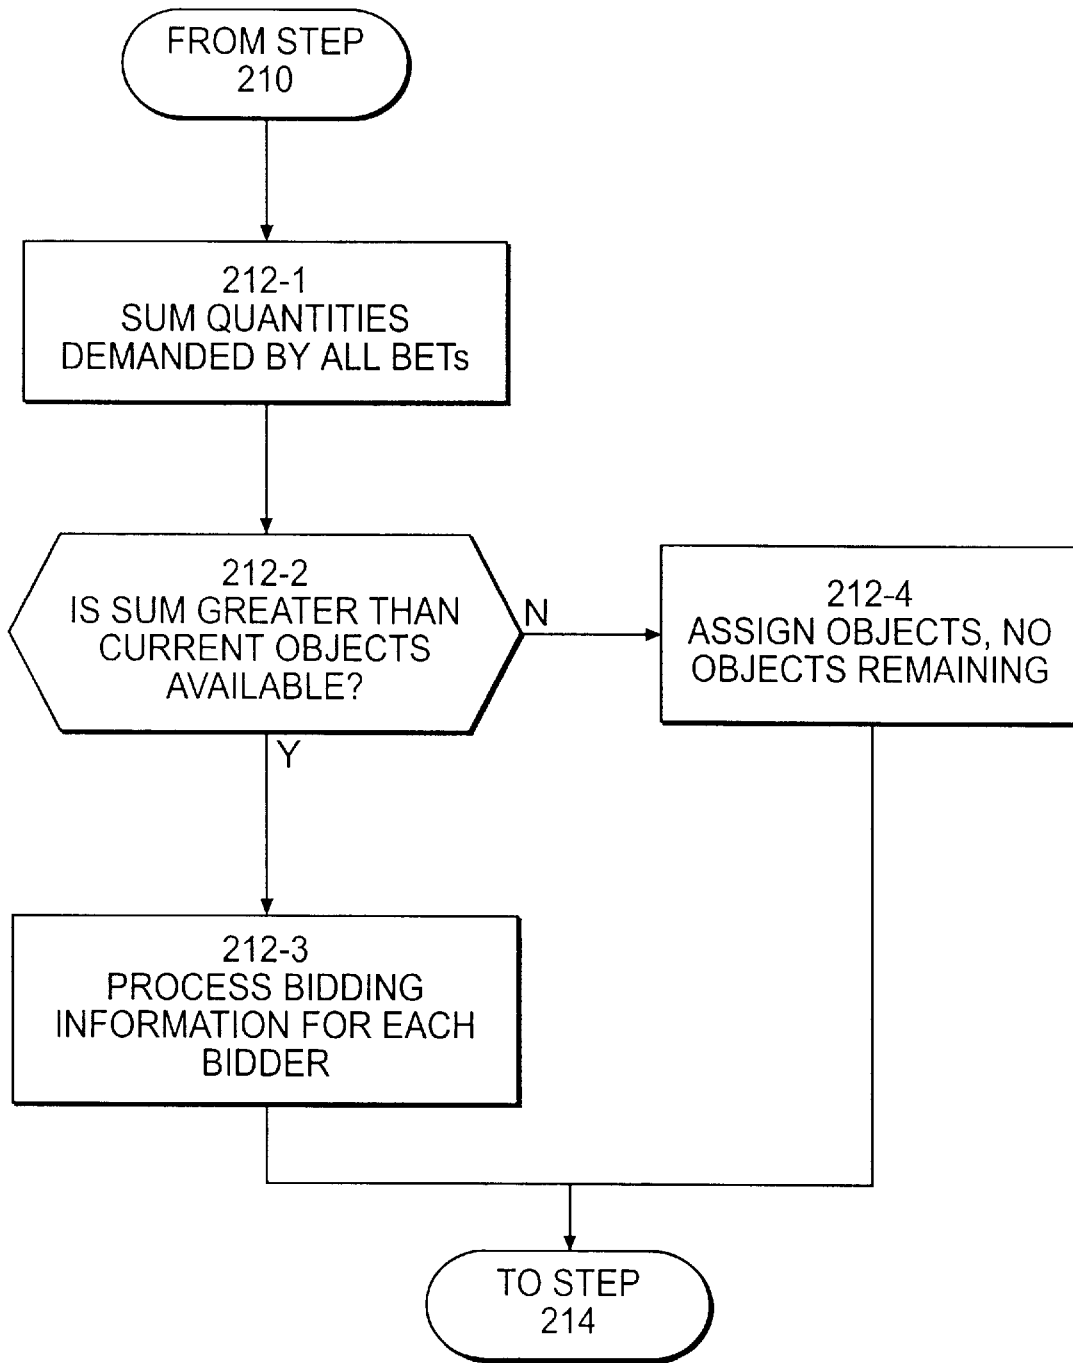 FROM STEP
210
212-1
SUM QUANTITIES
DEMANDED BY ALL BETs
212-2
IS SUM GREATER THAN
CURRENT OBJECTS
AVAILABLE?
N
212-4
ASSIGN OBJECTS, NO
OBJECTS REMAINING
Y
212-3
PROCESS BIDDING
INFORMATION FOR EACH
BIDDER
TO STEP
214